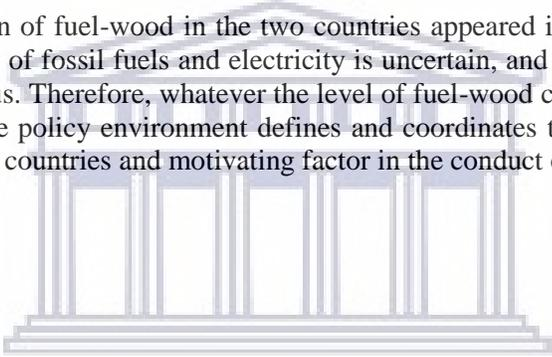 n of fuel-wood in the two countries appeared i
of fossil fuels and electricity is uncertain, and
s. Therefore, whatever the level of fuel-wood c
e policy environment defines and coordinates t
countries and motivating factor in the conduct